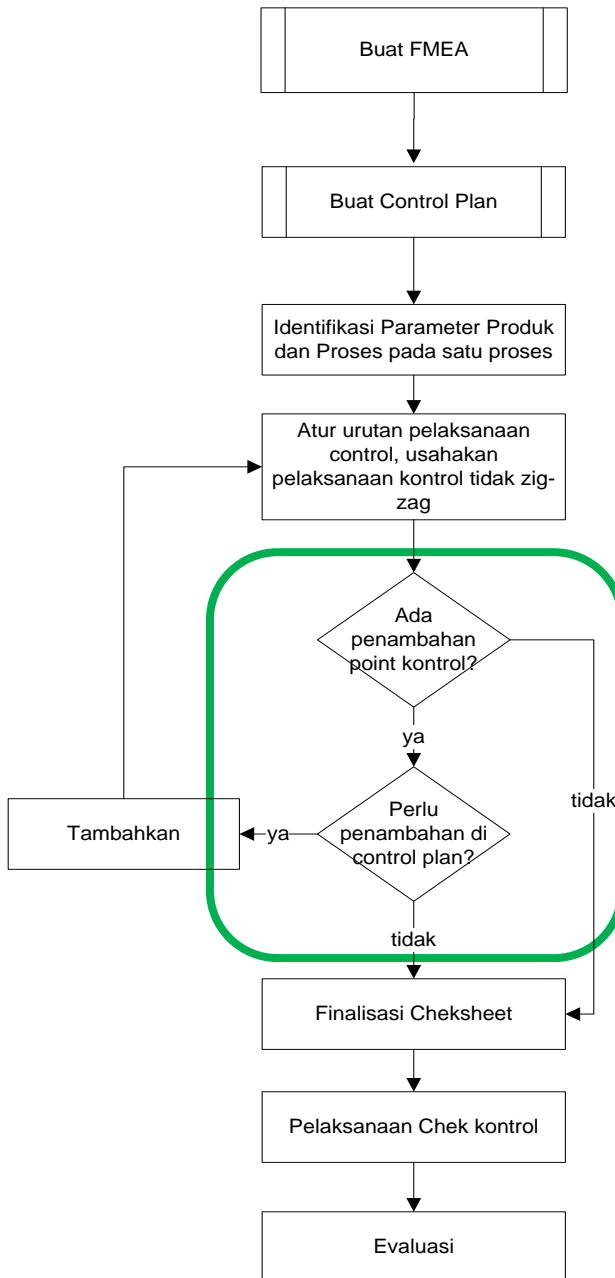 Buat FMEA
Buat Control Plan
Identifikasi Parameter Produk
dan Proses pada satu proses
Atur urutan pelaksanaan
control, usahakan
pelaksanaan kontrol tidak zig-
zag
Ada
penambahan
point kontrol?
ya
tidak
Perlu
penambahan di
control plan?
ya
Tambahkan
tidak
Finalisasi Cheksheet
Pelaksanaan Chek kontrol
Evaluasi